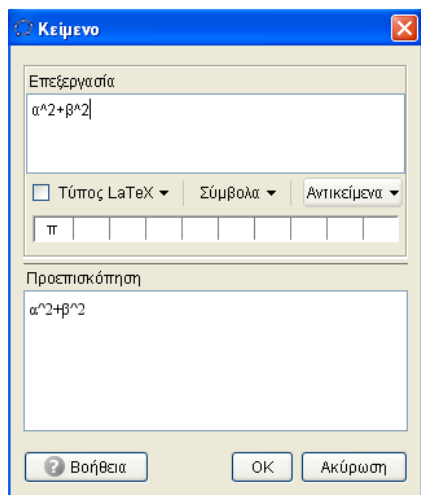 Κείμενο
Επεξεργασία
α^2+β^2
Τύπος LaTeX Σύμβολα Αντικείμενα
π
Προεπισκόπηση
α^2+β^2
Βοήθεια OK Ακύρωση